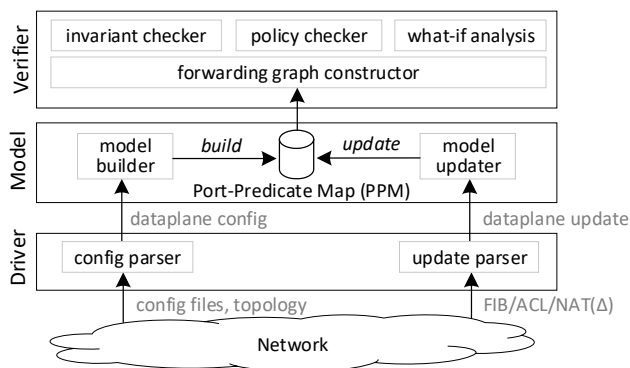 Verifier
invariant checker
policy checker
what-if analysis
forwarding graph constructor
Model
model
builder
build
update
model
updater
Port-Predicate Map (PPM)
dataplane config
dataplane update
Driver
config parser
update parser
config files, topology
FIB/ACL/NAT(Δ)
Network